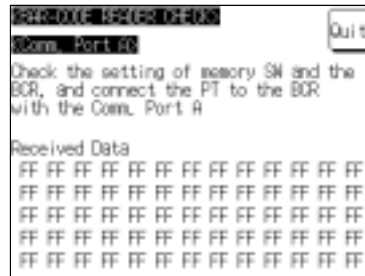 [BAR-CODE READER CHECK]
Quit
[Comm. Port A]
Check the setting of memory SW and the
BCR, and connect the PT to the BCR
with the Comm. Port A
Received Data
FF FF FF FF FF FF FF FF FF FF FF FF FF
FF FF FF FF FF FF FF FF FF FF FF FF FF
FF FF FF FF FF FF FF FF FF FF FF FF FF
FF FF FF FF FF FF FF FF FF FF FF FF FF
FF FF FF FF FF FF FF FF FF FF FF FF FF